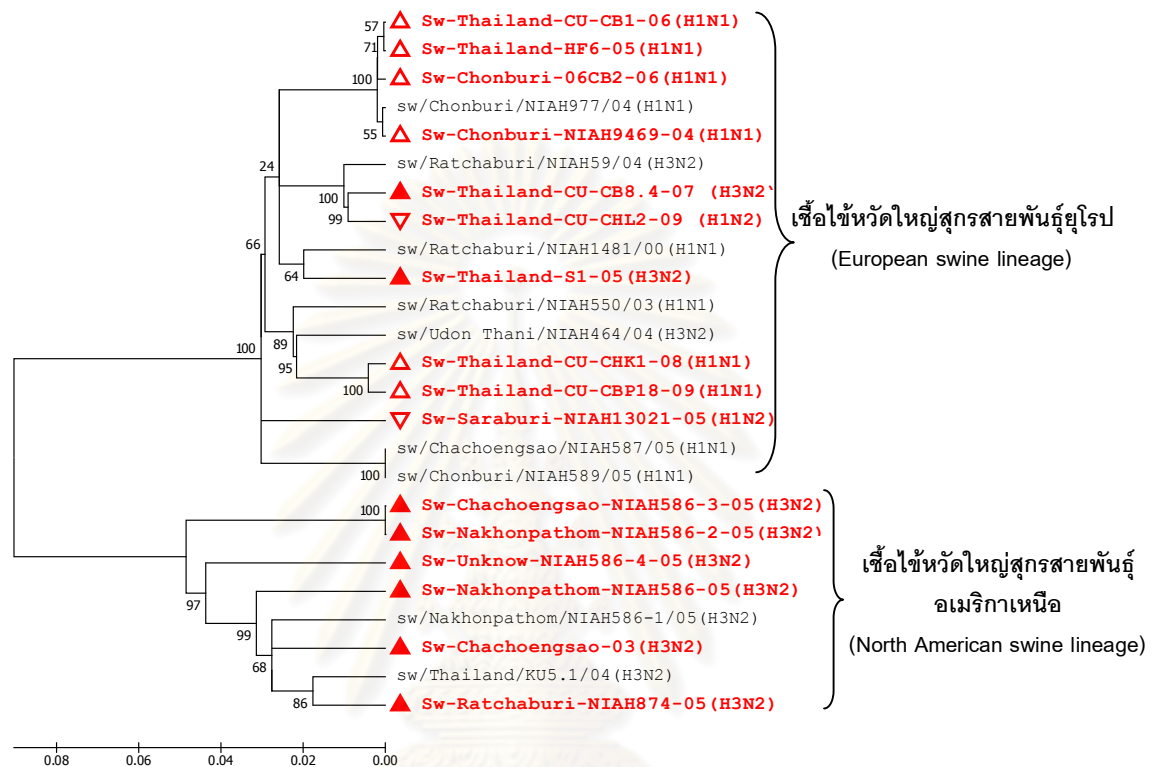 57
Sw-Thailand-CU-CB1-06(H1N1)
71
Sw-Thailand-HF6-05(H1N1)
100
Sw-Chonburi-06CB2-06(H1N1)
sw/Chonburi/NIAH977/04(H1N1)
55
Sw-Chonburi-NIAH9469-04(H1N1)
24
sw/Ratchaburi/NIAH59/04(H3N2)
100
Sw-Thailand-CU-CB8.4-07 (H3N2
99
Sw-Thailand-CU-CHL2-09 (H1N2)
66
sw/Ratchaburi/NIAH1481/00(H1N1)
64
Sw-Thailand-S1-05(H3N2)
sw/Ratchaburi/NIAH550/03(H1N1)
89
sw/Udon Thani/NIAH464/04(H3N2)
100
95
Sw-Thailand-CU-CHK1-08(H1N1)
100
Sw-Thailand-CU-CBP18-09(H1N1)
Sw-Saraburi-NIAH13021-05(H1N2)
sw/Chachoengsao/NIAH587/05(H1N1)
100
sw/Chonburi/NIAH589/05(H1N1)
เชื้อไข้หวัดใหญ่สุกรสายพันธุ์ยุโรป
(European swine lineage)
100
Sw-Chachoengsao-NIAH586-3-05(H3N2)
Sw-Nakhonpathom-NIAH586-2-05(H3N2)
Sw-Unknow-NIAH586-4-05(H3N2)
97
Sw-Nakhonpathom-NIAH586-05(H3N2)
99
sw/Nakhonpathom/NIAH586-1/05(H3N2)
68
Sw-Chachoengsao-03(H3N2)
sw/Thailand/KU5.1/04(H3N2)
86
Sw-Ratchaburi-NIAH874-05(H3N2)
เชื้อไข้หวัดใหญ่สุกรสายพันธุ์
อเมริกาเหนือ
(North American swine lineage)
0.08 0.06 0.04 0.02 0.00